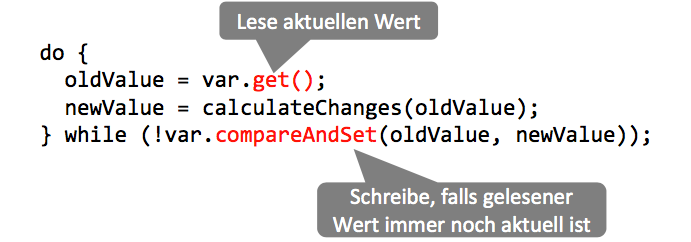 Lese aktuellen Wert
do {
oldValue = var.get();
newValue = calculateChanges(oldValue);
} while (!var.compareAndSet(oldValue, newValue));
Schreibe, falls gelesener
Wert immer noch aktuell ist